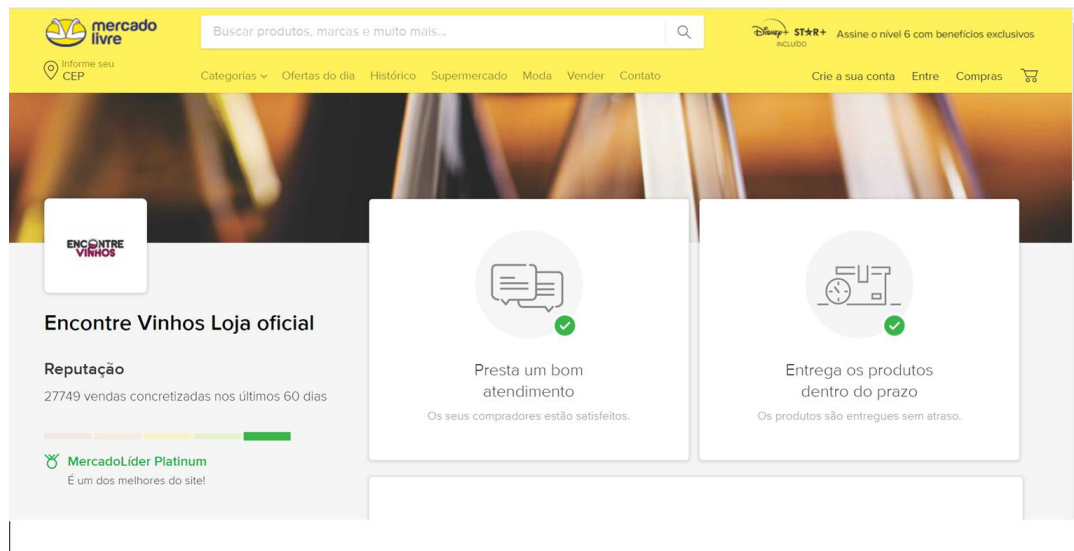 mercado
livre
Buscar produtos, marcas e muito mais...
Disney+ STAR+
INCLUÍDO
Assine o nível 6 com benefícios exclusivos
Informe seu
CEP
Categorias
Ofertas do dia
Histórico
Supermercado
Moda
Vender
Contato
Crie a sua conta
Entre
Compras
ENCONTRE
VINHOS
Encontre Vinhos Loja oficial
Reputação
27749 vendas concretizadas nos últimos 60 dias
MercadoLíder Platinum
É um dos melhores do site!
Presta um bom
atendimento
Os seus compradores estão satisfeitos.
Entrega os produtos
dentro do prazo
Os produtos são entregues sem atraso.